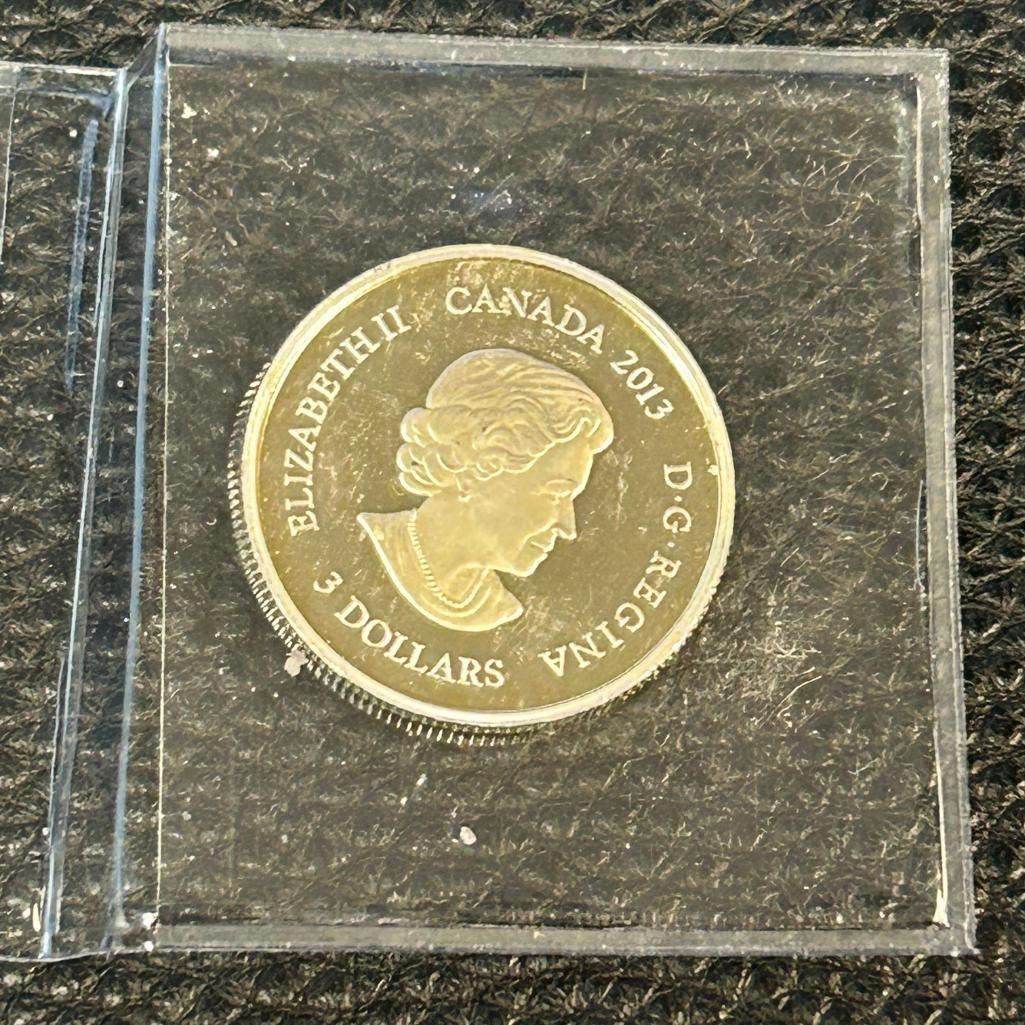 ELIZABETH II
CANADA 2013
D·G·REGINA
3 DOLLARS